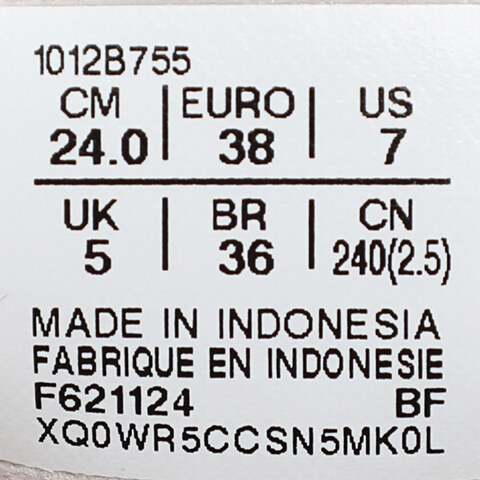 1012B755
CM EURO US
24.0 38 7
UK BR CN
5 36 240(2.5)
MADE IN INDONESIA
FABRIQUE EN INDONESIE
F621124 BF
XQ0WR5CCSN5MK0L